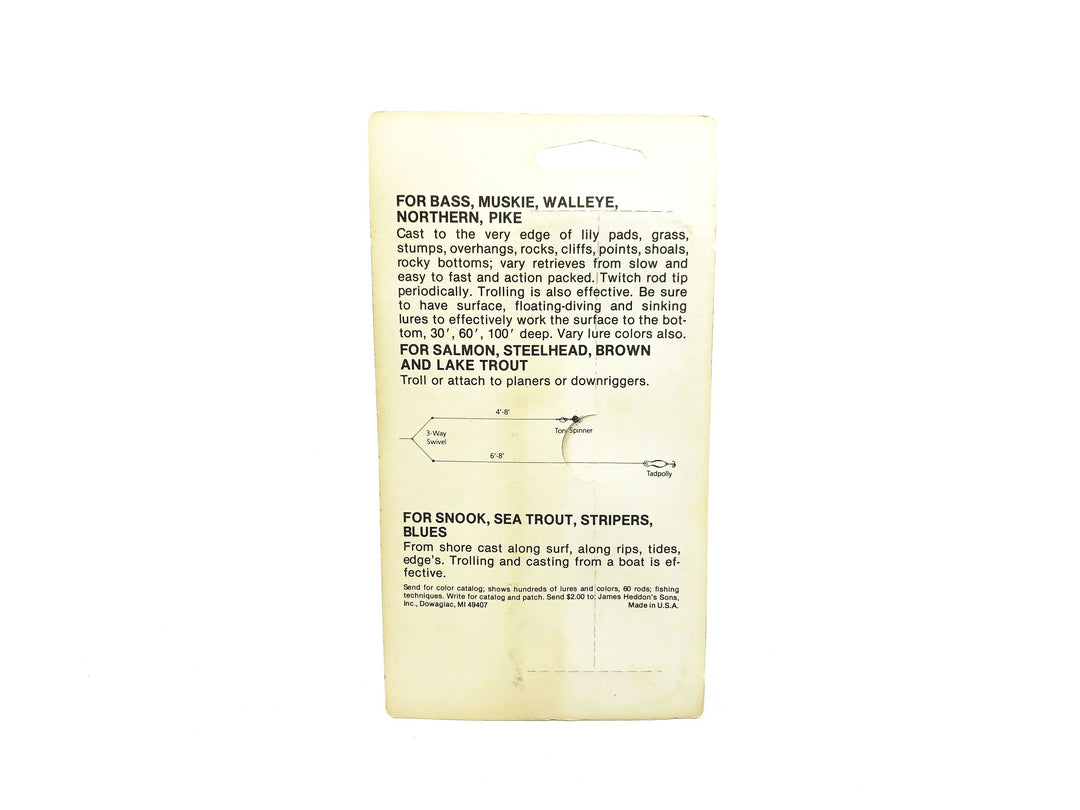 FOR BASS, MUSKIE, WALLEYE,
NORTHERN, PIKE
Cast to the very edge of lily pads, grass,
stumps, overhangs, rocks, cliffs, points, shoals,
rocky bottoms; vary retrieves from slow and
easy to fast and action packed. Twitch rod tip
periodically. Trolling is also effective. Be sure
to have surface, floating-diving and sinking
lures to effectively work the surface to the bot-
tom, 30', 60', 100' deep. Vary lure colors also.
FOR SALMON, STEELHEAD, BROWN
AND LAKE TROUT
Troll or attach to planers or downriggers.
4'-8'
Tony Spinner
3-Way
Swivel
6'-8'
Tadpolly
FOR SNOOK, SEA TROUT, STRIPERS,
BLUES
From shore cast along surf, along rips, tides,
edge's. Trolling and casting from a boat is ef-
fective.
Send for color catalog; shows hundreds of lures and colors, 60 rods; fishing
techniques. Write for catalog and patch. Send $2.00 to: James Heddon's Sons,
Inc., Dowagiac, MI 49407 Made in U.S.A.